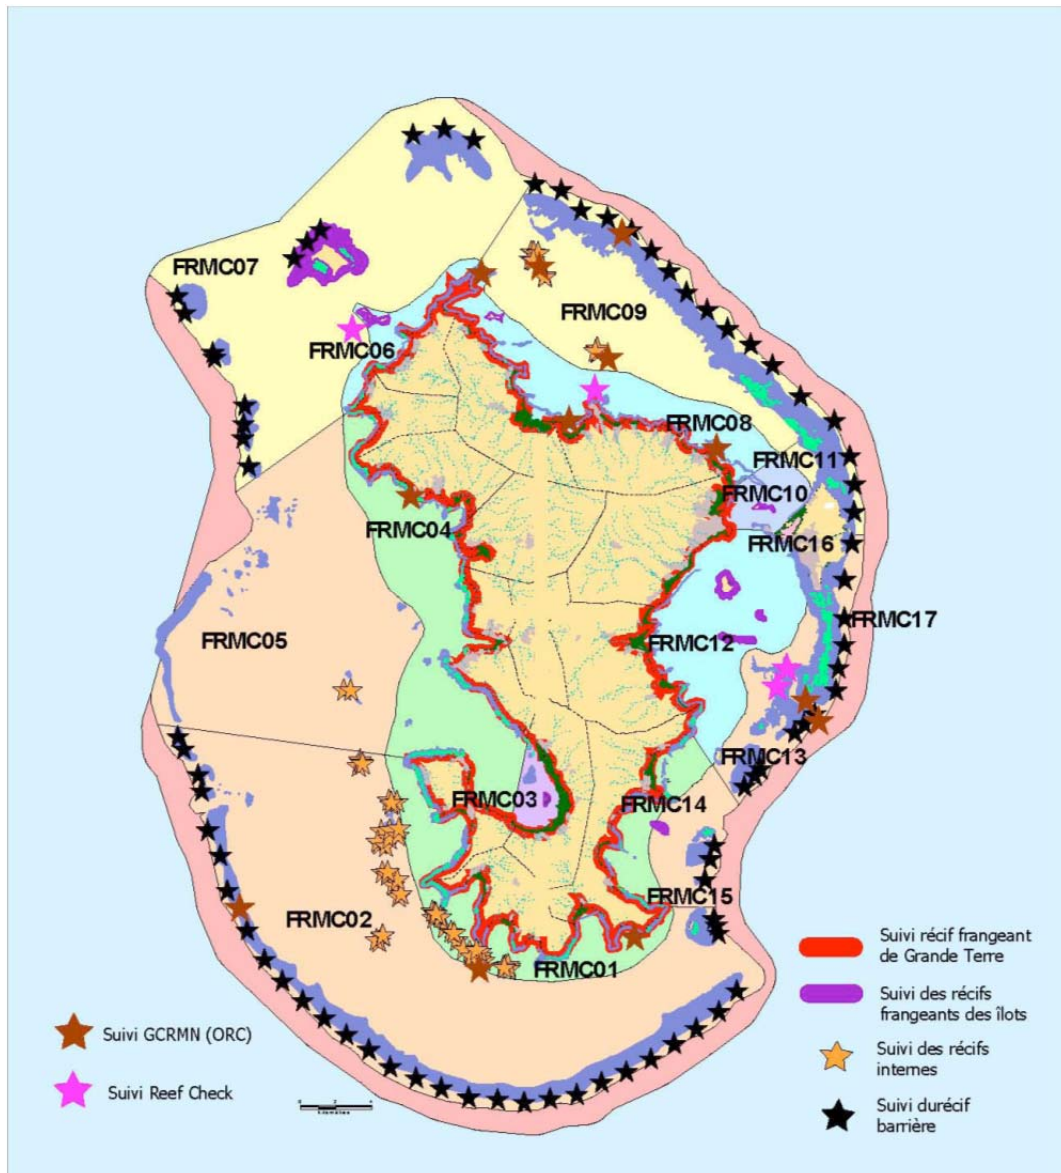 FRMC07
FRMC09
FRMC06
FRMC08
FRMC11
FRMC10
FRMC04
FRMC16
FRMC17
FRMC12
FRMC05
FRMC13
FRMC03
FRMC14
FRMC15
FRMC02
FRMC01
Suivi récif frangeant
de Grande Terre
Suivi des récifs
frangeants des îlots
Suivi des récifs
internes
Suivi durécif
barrière
Suivi GCRMN (ORC)
Suivi Reef Check